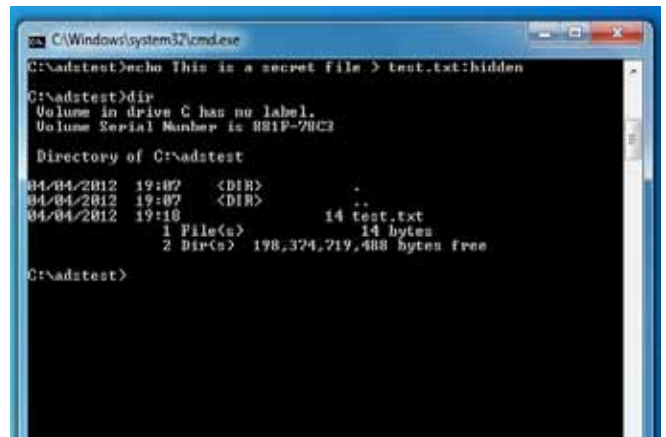 C:\Windows\system32\cmd.exe
C:\adstest>echo This is a secret file > test.txt:hidden
C:\adstest>dir
Volume in drive C has no label.
Volume Serial Number is 881F-78C3
Directory of C:\adstest
04/04/2012 19:07 <DIR> .
04/04/2012 19:07 <DIR> ..
04/04/2012 19:18 14 test.txt
1 File(s) 14 bytes
2 Dir(s) 198,374,719,488 bytes free
C:\adstest>